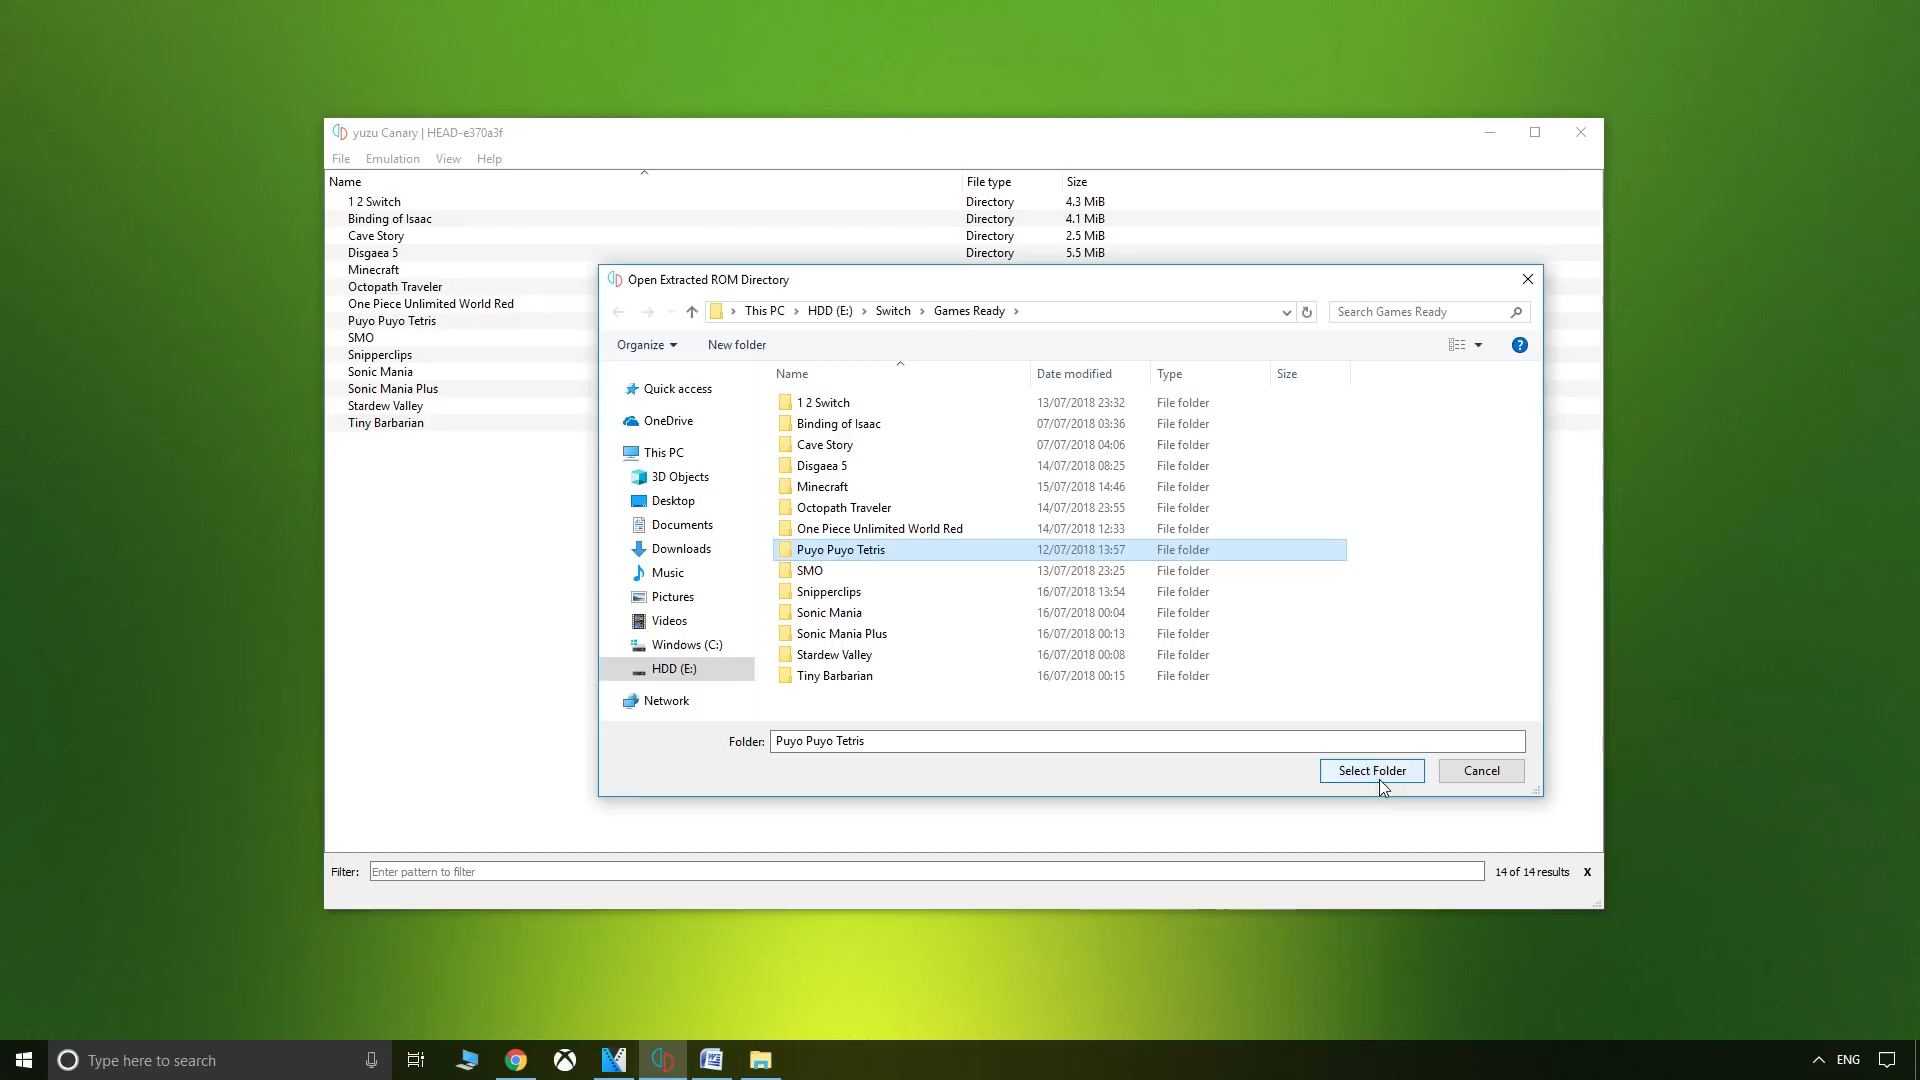 yuzu Canary | HEAD-e370a3f
File Emulation View Help
Name File type Size
1 2 Switch Directory 4.3 MiB
Binding of Isaac Directory 4.1 MiB
Cave Story Directory 2.5 MiB
Disgaea 5 Directory 5.5 MiB
Minecraft
Octopath Traveler
One Piece Unlimited World Red
Puyo Puyo Tetris
SMO
Snipperclips
Sonic Mania
Sonic Mania Plus
Stardew Valley
Tiny Barbarian
Open Extracted ROM Directory
This PC > HDD (E:) > Switch > Games Ready >
Search Games Ready
Organize New folder
Quick access
OneDrive
This PC
3D Objects
Desktop
Documents
Downloads
Music
Pictures
Videos
Windows (C:)
HDD (E:)
Network
Name Date modified Type Size
1 2 Switch 13/07/2018 23:32 File folder
Binding of Isaac 07/07/2018 03:36 File folder
Cave Story 07/07/2018 04:06 File folder
Disgaea 5 14/07/2018 08:25 File folder
Minecraft 15/07/2018 14:46 File folder
Octopath Traveler 14/07/2018 23:55 File folder
One Piece Unlimited World Red 14/07/2018 12:33 File folder
Puyo Puyo Tetris 12/07/2018 13:57 File folder
SMO 13/07/2018 23:25 File folder
Snipperclips 16/07/2018 13:54 File folder
Sonic Mania 16/07/2018 00:04 File folder
Sonic Mania Plus 16/07/2018 00:13 File folder
Stardew Valley 16/07/2018 00:08 File folder
Tiny Barbarian 16/07/2018 00:15 File folder
Folder: Puyo Puyo Tetris
Select Folder Cancel
Filter: Enter pattern to filter 14 of 14 results X
Type here to search
ENG